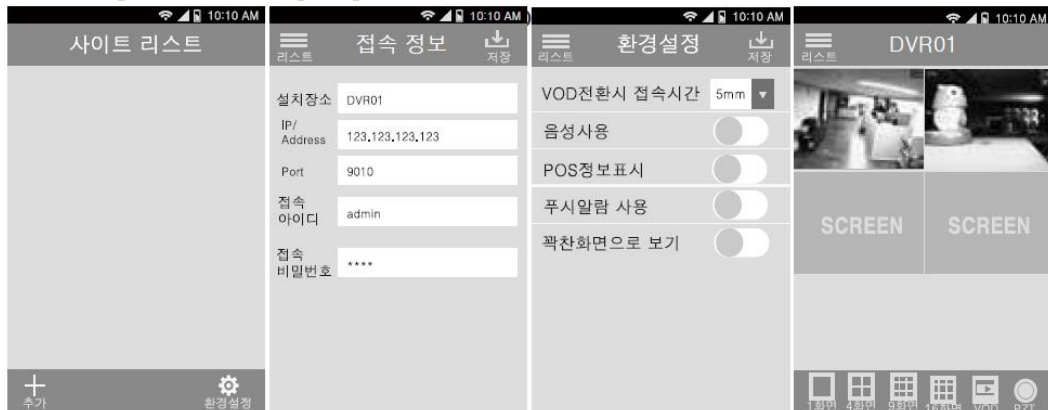 10:10 AM
사이트 리스트
추가
환경설정
10:10 AM
리스트
접속 정보
저장
설치장소
DVR01
IP/
Address
123.123.123.123
Port
9010
접속
아이디
admin
접속
비밀번호
****
10:10 AM
리스트
환경설정
저장
VOD전환시 접속시간
5mm
음성사용
POS정보표시
푸시알람 사용
꽉찬화면으로 보기
10:10 AM
리스트
DVR01
SCREEN
SCREEN
1화면
4화면
9화면
16화면
VOD
PZT